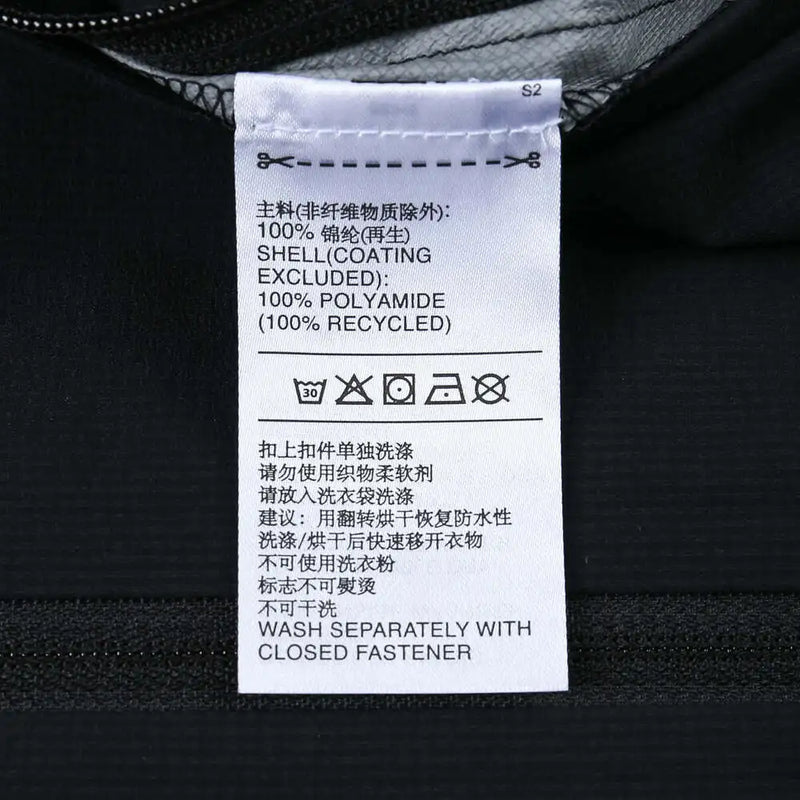 S2
主料(非纤维物质除外):
100% 锦纶(再生)
SHELL(COATING
EXCLUDED):
100% POLYAMIDE
(100% RECYCLED)
30
扣上扣件单独洗涤
请勿使用织物柔软剂
请放入洗衣袋洗涤
建议: 用翻转烘干恢复防水性
洗涤/烘干后快速移开衣物
不可使用洗衣粉
标志不可熨烫
不可干洗
WASH SEPARATELY WITH
CLOSED FASTENER